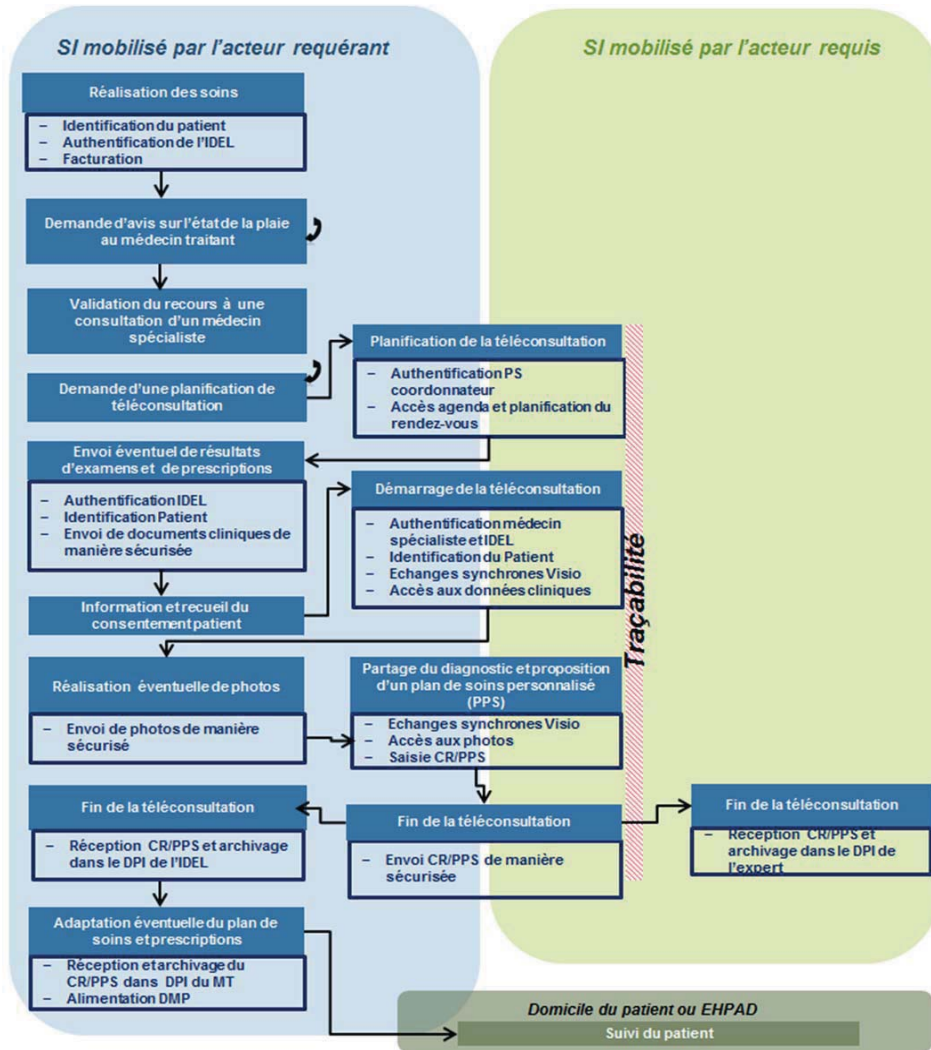 SI mobilisé par l'acteur requérant
SI mobilisé par l'acteur requis
Réalisation des soins
– Identification du patient
– Authentification de l'IDEL
– Facturation
Demande d'avis sur l'état de la plaie
au médecin traitant
Validation du recours à une
consultation d'un médecin
spécialiste
Demande d'une planification de
téléconsultation
Planification de la téléconsultation
– Authentification PS
coordonnateur
– Accès agenda et planification du
rendez-vous
Envoi éventuel de résultats
d'examens et de prescriptions
– Authentification IDEL
– Identification Patient
– Envoi de documents cliniques de
manière sécurisée
Information et recueil du
consentement patient
Démarrage de la téléconsultation
– Authentification médecin
spécialiste et IDEL
– Identification du Patient
– Echanges synchrones Visio
– Accès aux données cliniques
Traçabilité
Réalisation éventuelle de photos
– Envoi de photos de manière
sécurisé
Partage du diagnostic et proposition
d'un plan de soins personnalisé
(PPS)
– Echanges synchrones Visio
– Accès aux photos
– Saisie CR/PPS
Fin de la téléconsultation
– Réception CR/PPS et archivage
dans le DPI de l'IDEL
Fin de la téléconsultation
– Envoi CR/PPS de manière
sécurisée
Fin de la téléconsultation
– Réception CR/PPS et
archivage dans le DPI de
l'expert
Adaptation éventuelle du plan de
soins et prescriptions
– Réception et archivage du
CR/PPS dans DPI du MT
– Alimentation DMP
Domicile du patient ou EHPAD
Suivi du patient